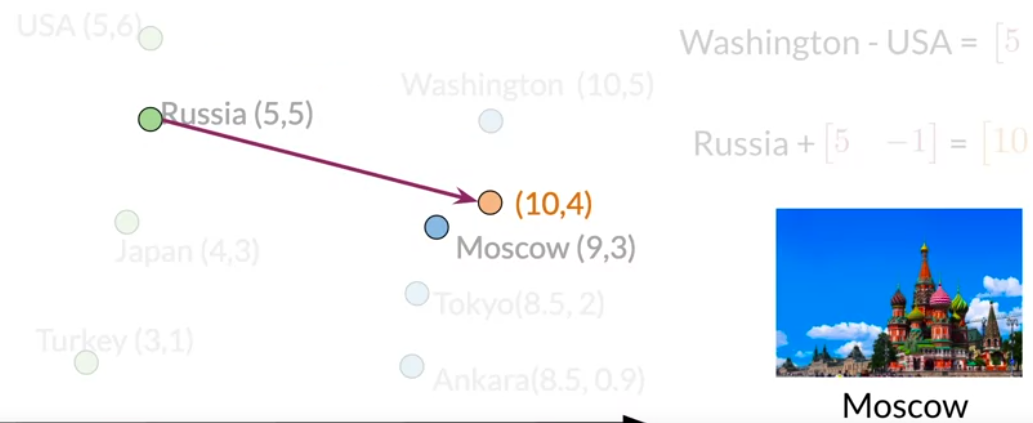 USA (5,6)
Washington - USA = [5
Washington (10,5)
Russia (5,5)
Russia + [5 −1] = [10
(10,4)
Moscow (9,3)
Japan (4,3)
Tokyo(8.5, 2)
Turkey (3,1)
Ankara(8.5, 0.9)
Moscow